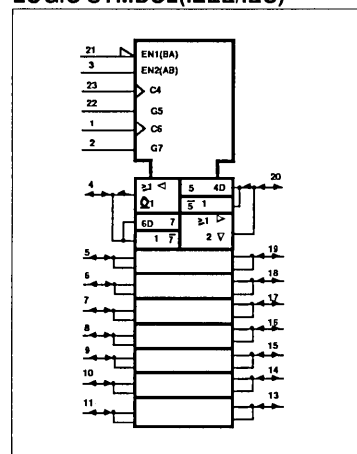 LOGIC SYMBOL(IEEE/IEC)
21 EN1(BA)
3 EN2(AB)
23 C4
22 G5
1 C6
2 G7
4 ≥1 ◁ 5 4D 20
1 5 1
6D 7 ≥1 ▷
1 7 2 ▽
5 19
6 18
7 17
8 16
9 15
10 14
11 13